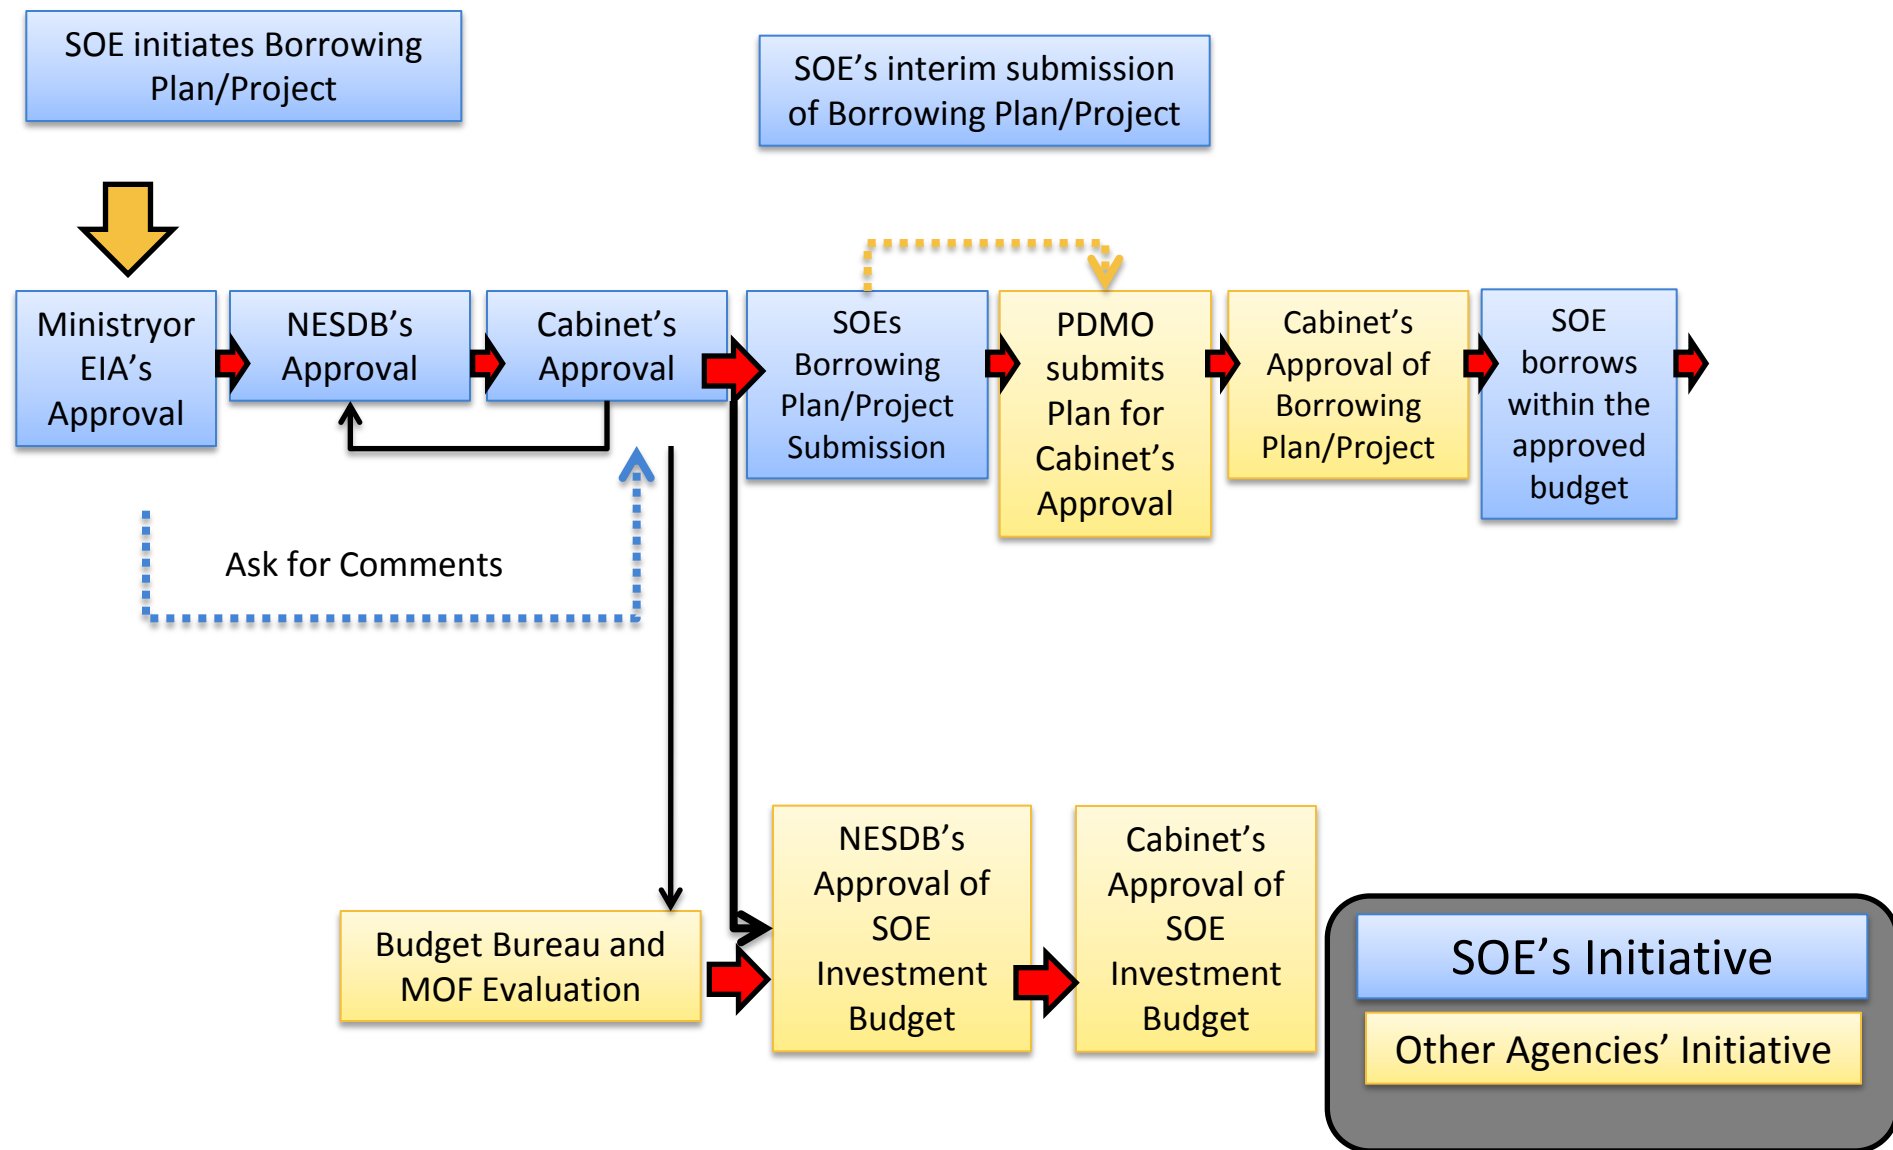 SOE initiates Borrowing
Plan/Project
SOE's interim submission
of Borrowing Plan/Project
Ministryor
EIA's
Approval
NESDB's
Approval
Cabinet's
Approval
SOEs
Borrowing
Plan/Project
Submission
PDMO
submits
Plan for
Cabinet's
Approval
Cabinet's
Approval of
Borrowing
Plan/Project
SOE
borrows
within the
approved
budget
Ask for Comments
Budget Bureau and
MOF Evaluation
NESDB's
Approval of
SOE
Investment
Budget
Cabinet's
Approval of
SOE
Investment
Budget
SOE's Initiative
Other Agencies' Initiative